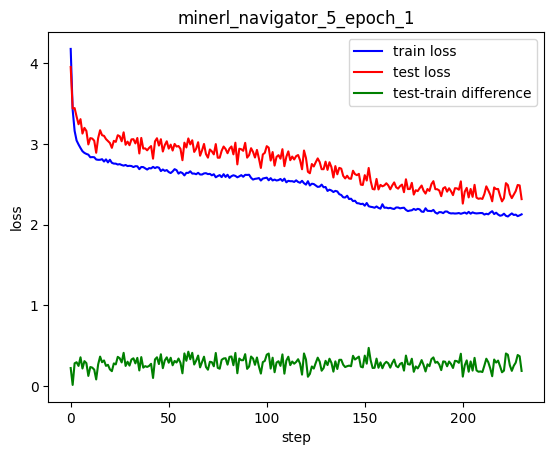 minerl_navigator_5_epoch_1
train loss
test loss
test-train difference
loss
4
3
2
1
0
0
50
100
150
200
step